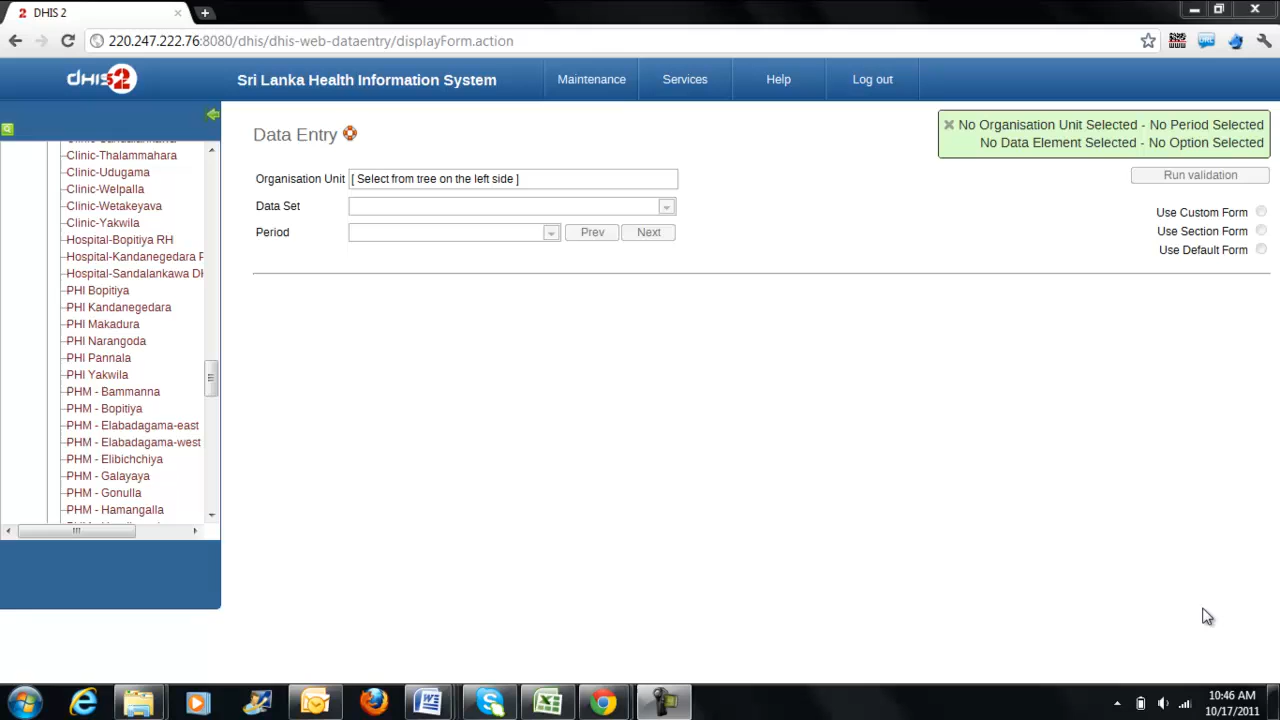 2 DHIS 2
220.247.222.76:8080/dhis/dhis-web-dataentry/displayForm.action
dhis2 Sri Lanka Health Information System Maintenance Services Help Log out
Clinic-Thalammahara
Clinic-Udugama
Clinic-Welpalla
Clinic-Wetakeyava
Clinic-Yakwila
Hospital-Bopitiya RH
Hospital-Kandanegedara
Hospital-Sandalankawa
PHI Bopitiya
PHI Kandanegedara
PHI Makadura
PHI Narangoda
PHI Pannala
PHI Yakwila
PHM - Bammanna
PHM - Bopitiya
PHM - Elabadagama-east
PHM - Elabadagama-west
PHM - Elibichchiya
PHM - Galayaya
PHM - Gonulla
PHM - Hamangalla
Data Entry
No Organisation Unit Selected - No Period Selected
No Data Element Selected - No Option Selected
Organisation Unit [ Select from tree on the left side ]
Data Set
Period Prev Next
Run validation
Use Custom Form
Use Section Form
Use Default Form
10:46 AM
10/17/2011